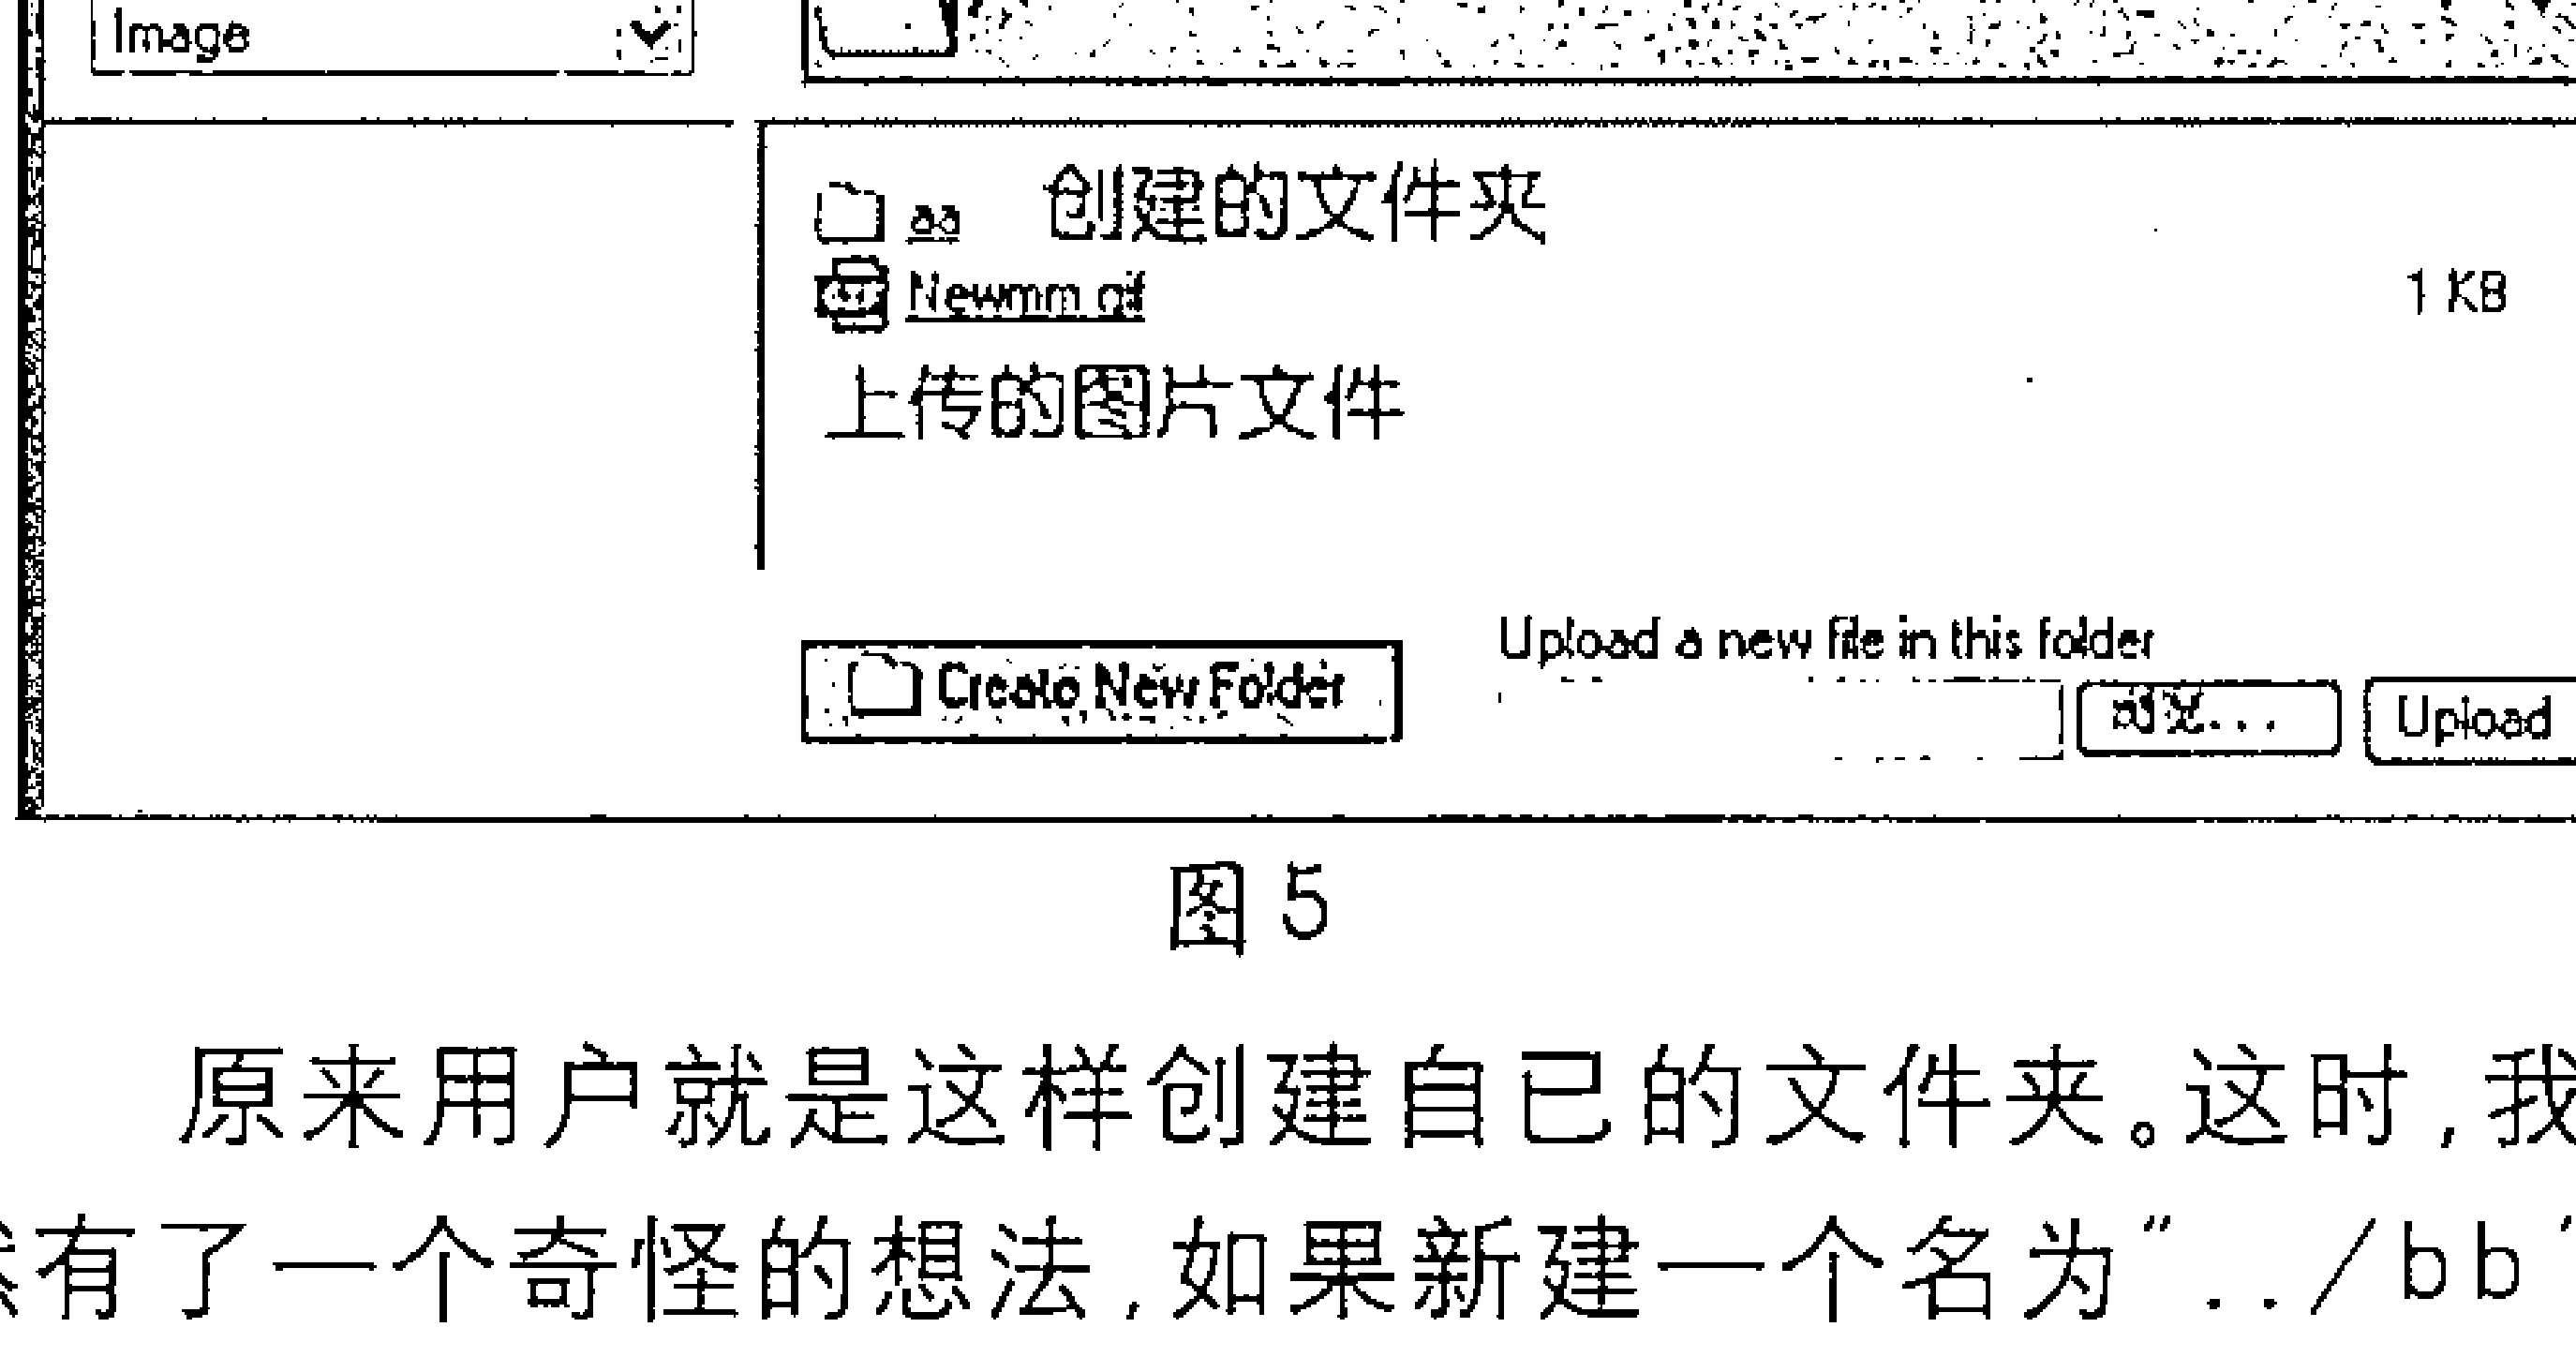 Image
aa 创建的文件夹
Newmm.gif 1 KB
上传的图片文件
Upload a new file in this folder
Create New Folder
Upload
图 5
原来用户就是这样创建自已的文件夹。这时,我
有了一个奇怪的想法,如果新建一个名为“../bb